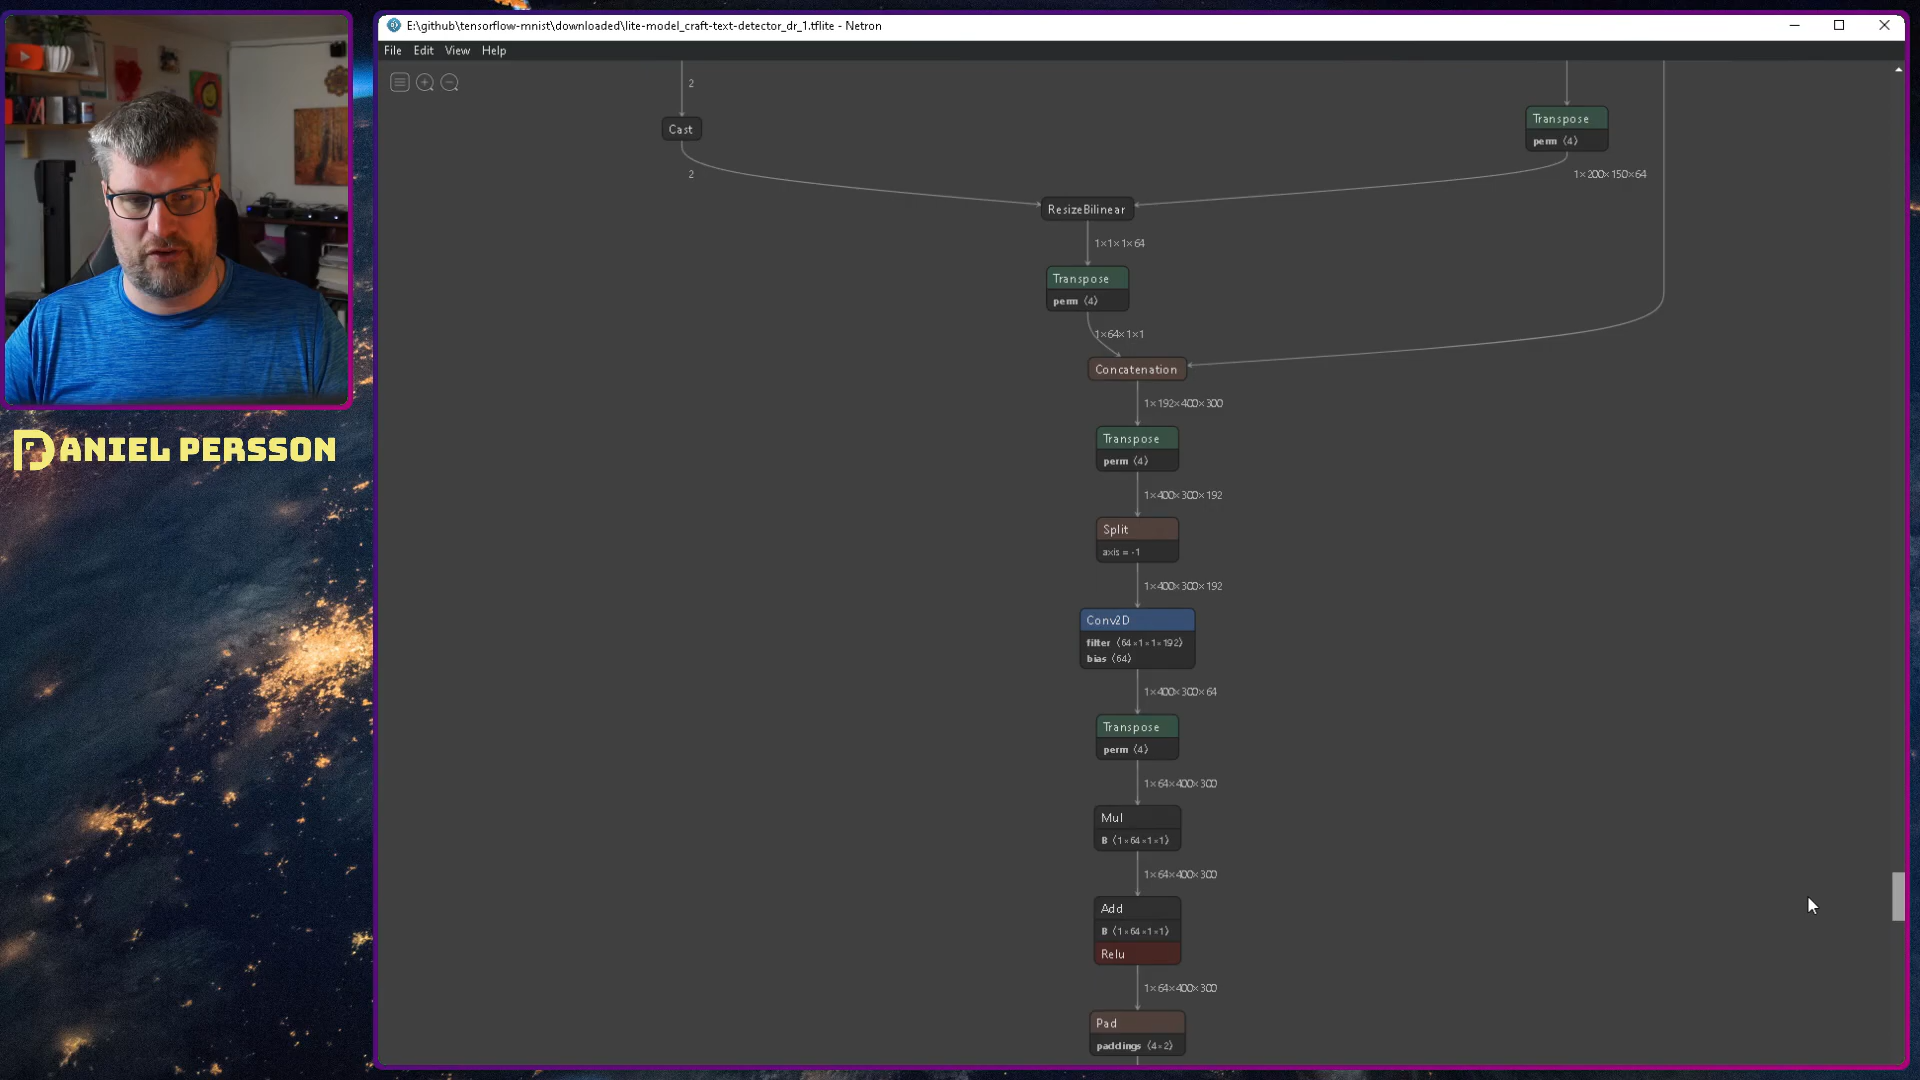 E:\github\tensorflow-mnist\downloaded\lite-model_craft-text-detector_dr_1.tflite - Netron
File Edit View Help
2
Cast
Transpose
perm ⟨4⟩
2
1×200×150×64
ResizeBilinear
1×1×1×64
Transpose
perm ⟨4⟩
1×64×1×1
Concatenation
1×192×400×300
Transpose
perm ⟨4⟩
1×400×300×192
Split
axis = -1
1×400×300×192
Conv2D
filter ⟨64×1×1×192⟩
bias ⟨64⟩
1×400×300×64
Transpose
perm ⟨4⟩
1×64×400×300
Mul
B ⟨1×64×1×1⟩
1×64×400×300
Add
B ⟨1×64×1×1⟩
Relu
1×64×400×300
Pad
paddings ⟨4×2⟩
DANIEL PERSSON